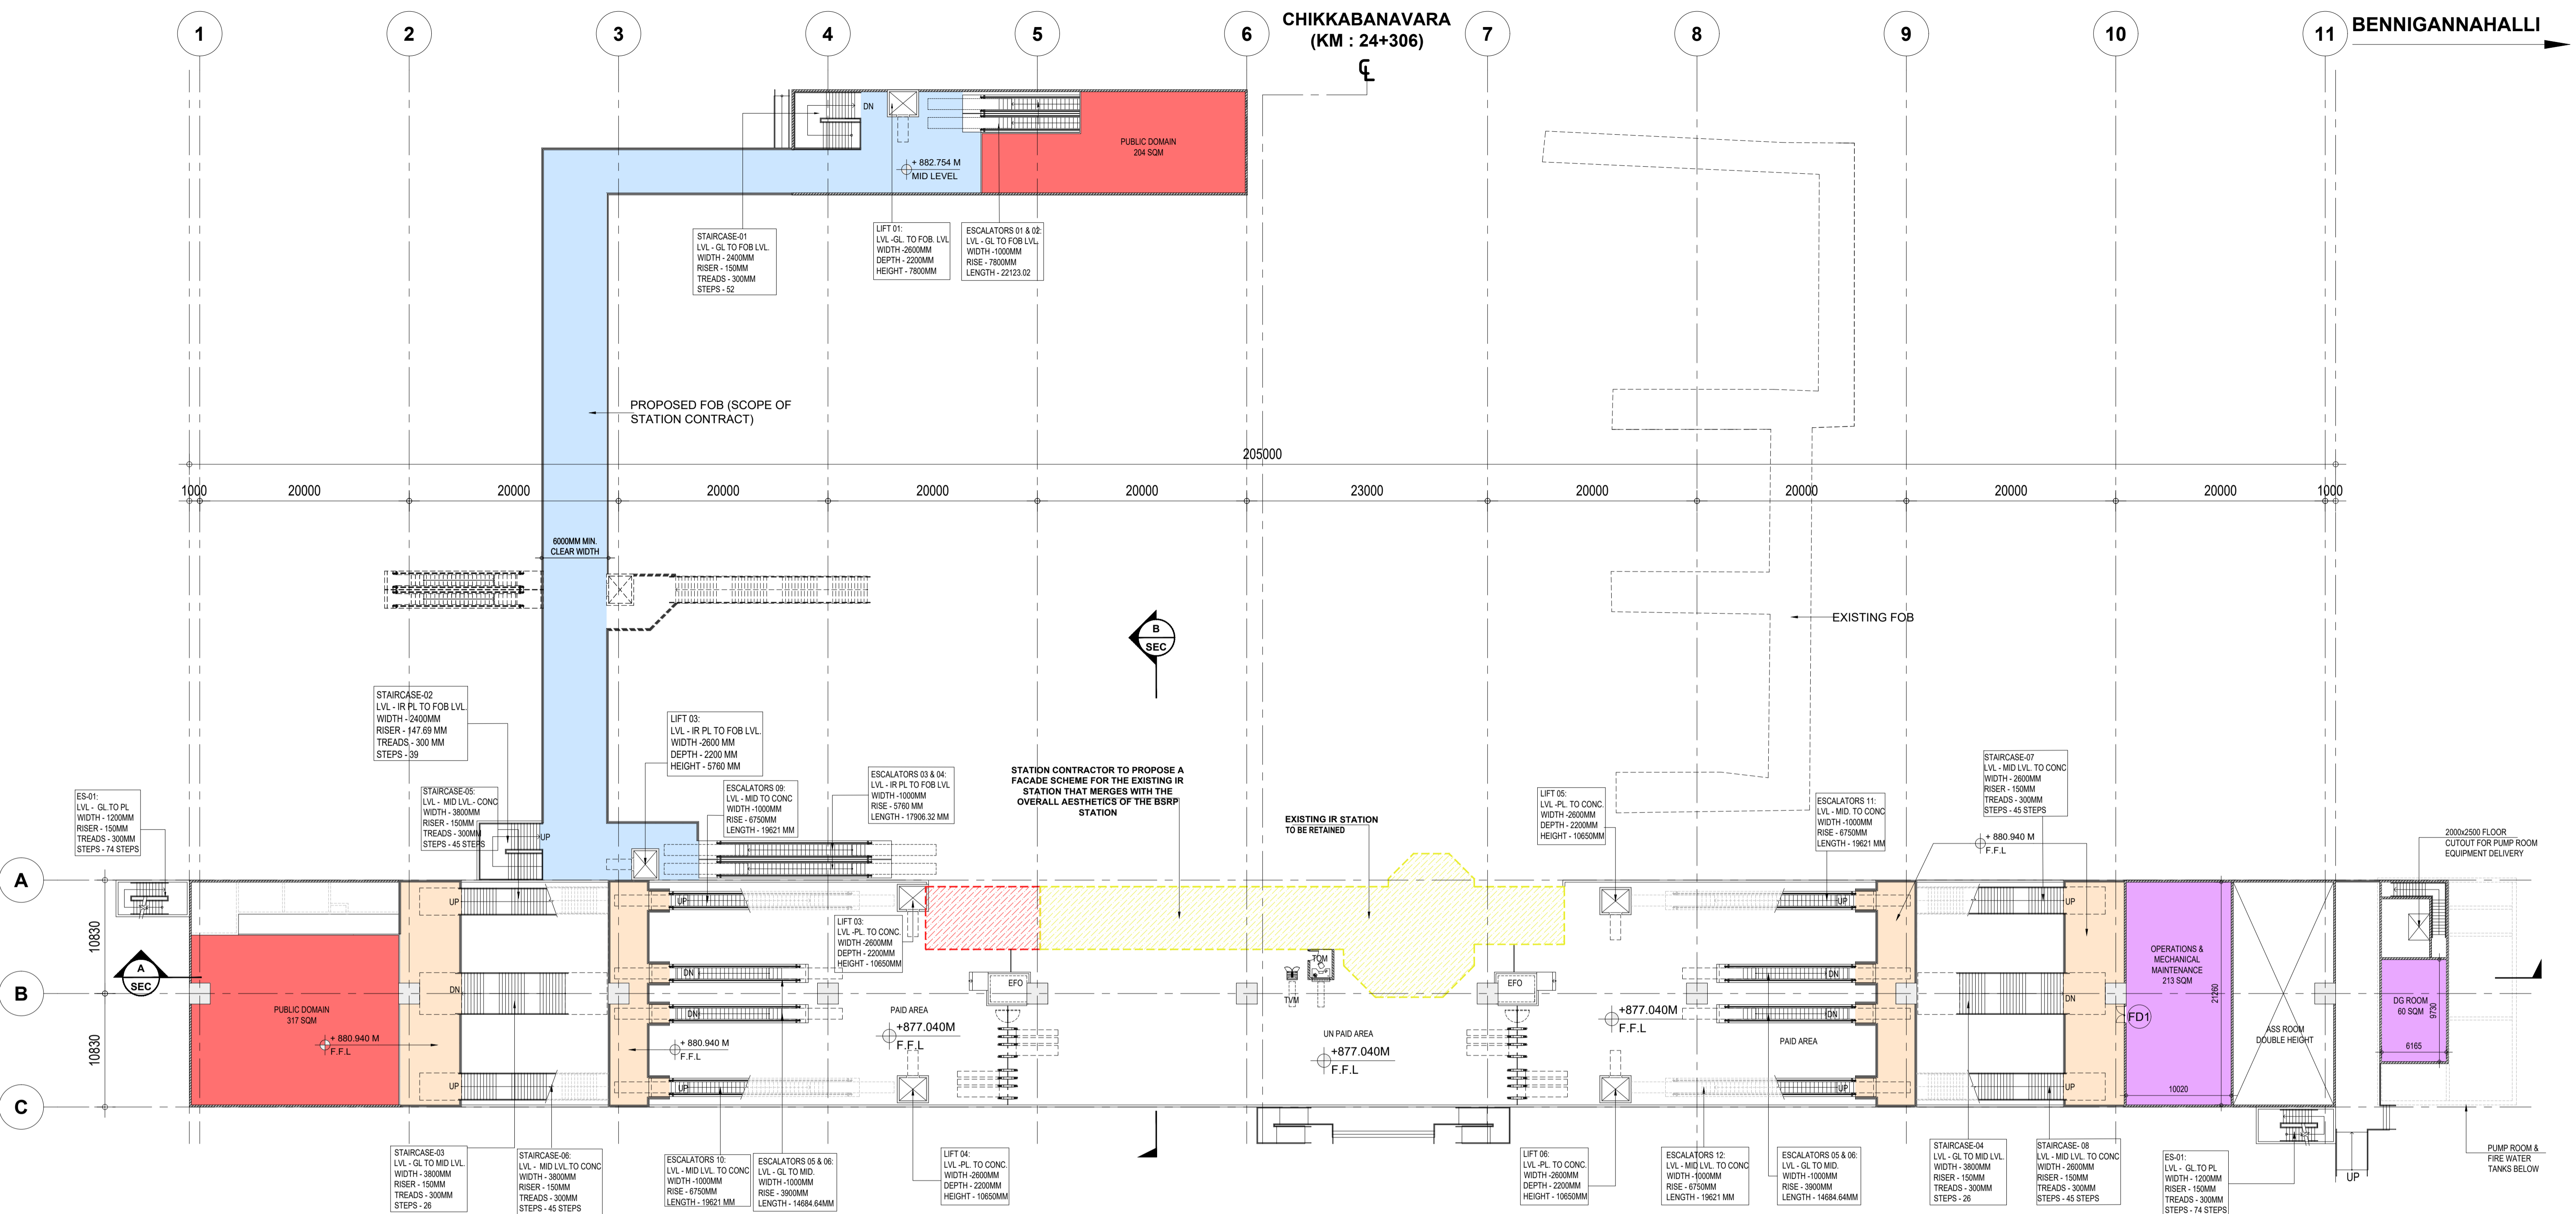 1
2
3
4
5
6
CHIKKABANAVARA
(KM : 24+306)
7
8
9
10
11
BENNIGANNAHALLI
DN
PUBLIC DOMAIN
204 SQM
+ 882.754 M
MID LEVEL
STAIRCASE-01
LVL - GL TO FOB LVL.
WIDTH - 2400MM
RISER - 150MM
TREADS - 300MM
STEPS - 52
LIFT 01:
LVL -GL. TO FOB. LVL
WIDTH -2600MM
DEPTH - 2200MM
HEIGHT - 7800MM
ESCALATORS 01 & 02:
LVL - GL TO FOB LVL.
WIDTH -1000MM
RISE - 7800MM
LENGTH - 22123.02
PROPOSED FOB (SCOPE OF
STATION CONTRACT)
205000
1000
20000
20000
20000
20000
20000
23000
20000
20000
20000
20000
1000
6000MM MIN.
CLEAR WIDTH
EXISTING FOB
B
SEC
STAIRCASE-02
LVL - IR PL TO FOB LVL.
WIDTH - 2400MM
RISER - 147.69 MM
TREADS - 300 MM
STEPS - 39
LIFT 03:
LVL - IR PL TO FOB LVL.
WIDTH -2600 MM
DEPTH - 2200 MM
HEIGHT - 5760 MM
ES-01:
LVL - GL.TO PL
WIDTH - 1200MM
RISER - 150MM
TREADS - 300MM
STEPS - 74 STEPS
STAIRCASE-05:
LVL - MID LVL.- CONC
WIDTH - 3800MM
RISER - 150MM
TREADS - 300MM
STEPS - 45 STEPS
UP
ESCALATORS 09:
LVL - MID TO CONC
WIDTH -1000MM
RISE - 6750MM
LENGTH - 19621 MM
ESCALATORS 03 & 04:
LVL - IR PL TO FOB LVL
WIDTH -1000MM
RISE - 5760 MM
LENGTH - 17906.32 MM
STATION CONTRACTOR TO PROPOSE A
FACADE SCHEME FOR THE EXISTING IR
STATION THAT MERGES WITH THE
OVERALL AESTHETICS OF THE BSRP
STATION
EXISTING IR STATION
TO BE RETAINED
LIFT 05:
LVL -PL. TO CONC.
WIDTH -2600MM
DEPTH - 2200MM
HEIGHT - 10650MM
ESCALATORS 11:
LVL - MID. TO CONC
WIDTH -1000MM
RISE - 6750MM
LENGTH - 19621 MM
STAIRCASE-07
LVL - MID LVL. TO CONC
WIDTH - 2600MM
RISER - 150MM
TREADS - 300MM
STEPS - 45 STEPS
+ 880.940 M
F.F.L
2000x2500 FLOOR
CUTOUT FOR PUMP ROOM
EQUIPMENT DELIVERY
A
B
C
10830
10830
A
SEC
UP
DN
UP
UP
DN
DN
UP
LIFT 03:
LVL -PL. TO CONC.
WIDTH -2600MM
DEPTH - 2200MM
HEIGHT - 10650MM
PUBLIC DOMAIN
317 SQM
+ 880.940 M
F.F.L
+ 880.940 M
F.F.L
PAID AREA
+877.040M
F.F.L
EFO
TOM
TVM
UN PAID AREA
+877.040M
F.F.L
EFO
+877.040M
F.F.L
PAID AREA
UP
DN
DN
UP
UP
DN
UP
FD1
OPERATIONS &
MECHANICAL
MAINTENANCE
213 SQM
21260
10020
ASS ROOM
DOUBLE HEIGHT
DG ROOM
60 SQM
9730
6165
STAIRCASE-03
LVL - GL TO MID LVL.
WIDTH - 3800MM
RISER - 150MM
TREADS - 300MM
STEPS - 26
STAIRCASE-06:
LVL - MID LVL.TO CONC
WIDTH - 3800MM
RISER - 150MM
TREADS - 300MM
STEPS - 45 STEPS
ESCALATORS 10:
LVL - MID LVL. TO CONC
WIDTH -1000MM
RISE - 6750MM
LENGTH - 19621 MM
ESCALATORS 05 & 06:
LVL - GL TO MID.
WIDTH -1000MM
RISE - 3900MM
LENGTH - 14684.64MM
LIFT 04:
LVL -PL. TO CONC.
WIDTH -2600MM
DEPTH - 2200MM
HEIGHT - 10650MM
LIFT 06:
LVL -PL. TO CONC.
WIDTH -2600MM
DEPTH - 2200MM
HEIGHT - 10650MM
ESCALATORS 12:
LVL - MID LVL. TO CONC
WIDTH -1000MM
RISE - 6750MM
LENGTH - 19621 MM
ESCALATORS 05 & 06:
LVL - GL TO MID.
WIDTH -1000MM
RISE - 3900MM
LENGTH - 14684.64MM
STAIRCASE-04
LVL - GL TO MID LVL.
WIDTH - 3800MM
RISER - 150MM
TREADS - 300MM
STEPS - 26
STAIRCASE- 08
LVL - MID LVL. TO CONC
WIDTH - 2600MM
RISER - 150MM
TREADS - 300MM
STEPS - 45 STEPS
ES-01:
LVL - GL.TO PL
WIDTH - 1200MM
RISER - 150MM
TREADS - 300MM
STEPS - 74 STEPS
UP
PUMP ROOM &
FIRE WATER
TANKS BELOW